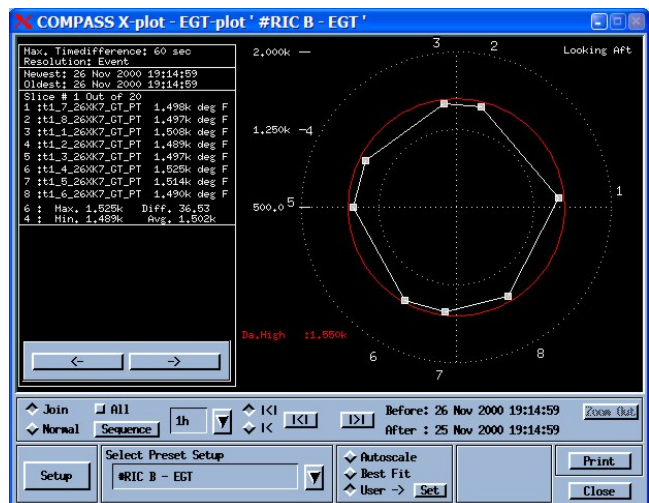 COMPASS X-plot - EGT-plot ' #RIC B - EGT '
Max. Timedifference: 60 sec
Resolution: Event
Newest: 26 Nov 2000 19:14:59
Oldest: 26 Nov 2000 19:14:59
Slice # 1 Out of 20
1 :t1_7_26XK7_GT_PT 1.498k deg F
2 :t1_8_26XK7_GT_PT 1.497k deg F
3 :t1_1_26XK7_GT_PT 1.508k deg F
4 :t1_2_26XK7_GT_PT 1.489k deg F
5 :t1_3_26XK7_GT_PT 1.497k deg F
6 :t1_4_26XK7_GT_PT 1.525k deg F
7 :t1_5_26XK7_GT_PT 1.514k deg F
8 :t1_6_26XK7_GT_PT 1.490k deg F
6 : Max. 1.525k Diff. 36.53
4 : Min. 1.489k Avg. 1.502k
<- ->
2,000k
3
2
Looking Aft
1.250k
4
1
500.0
5
Da.High :1.550k
6
8
7
Join All 1h |<| |<| |>| Before: 26 Nov 2000 19:14:59 Zoom Out
Normal Sequence |< After : 25 Nov 2000 19:14:59
Setup
Select Preset Setup
#RIC B - EGT
Autoscale
Best Fit
User -> Set
Print
Close